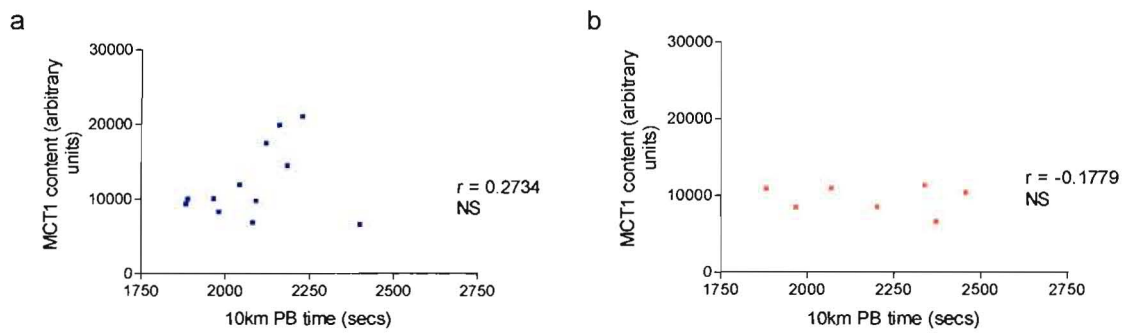 a
30000
20000
10000
0
MCT1 content (arbitrary
units)
1750 2000 2250 2500 2750
10km PB time (secs)
r = 0.2734
NS
b
30000
20000
10000
0
MCT1 content (arbitrary
units)
1750 2000 2250 2500 2750
10km PB time (secs)
r = -0.1779
NS